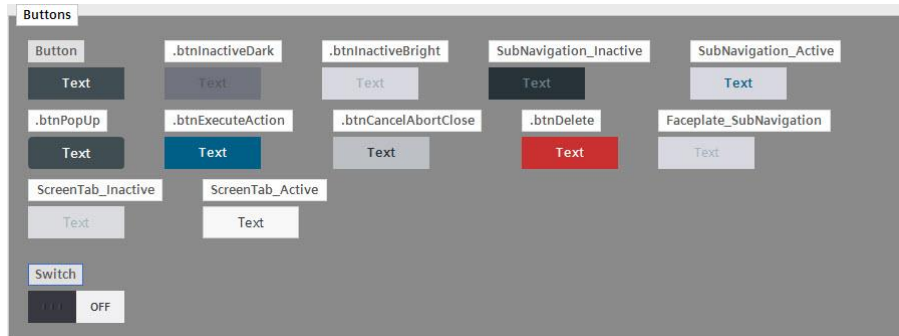 Buttons
Button .btnInactiveDark .btnInactiveBright SubNavigation_Inactive SubNavigation_Active
Text Text Text Text Text
.btnPopUp .btnExecuteAction .btnCancelAbortClose .btnDelete Faceplate_SubNavigation
Text Text Text Text Text
ScreenTab_Inactive ScreenTab_Active
Text Text
Switch
OFF